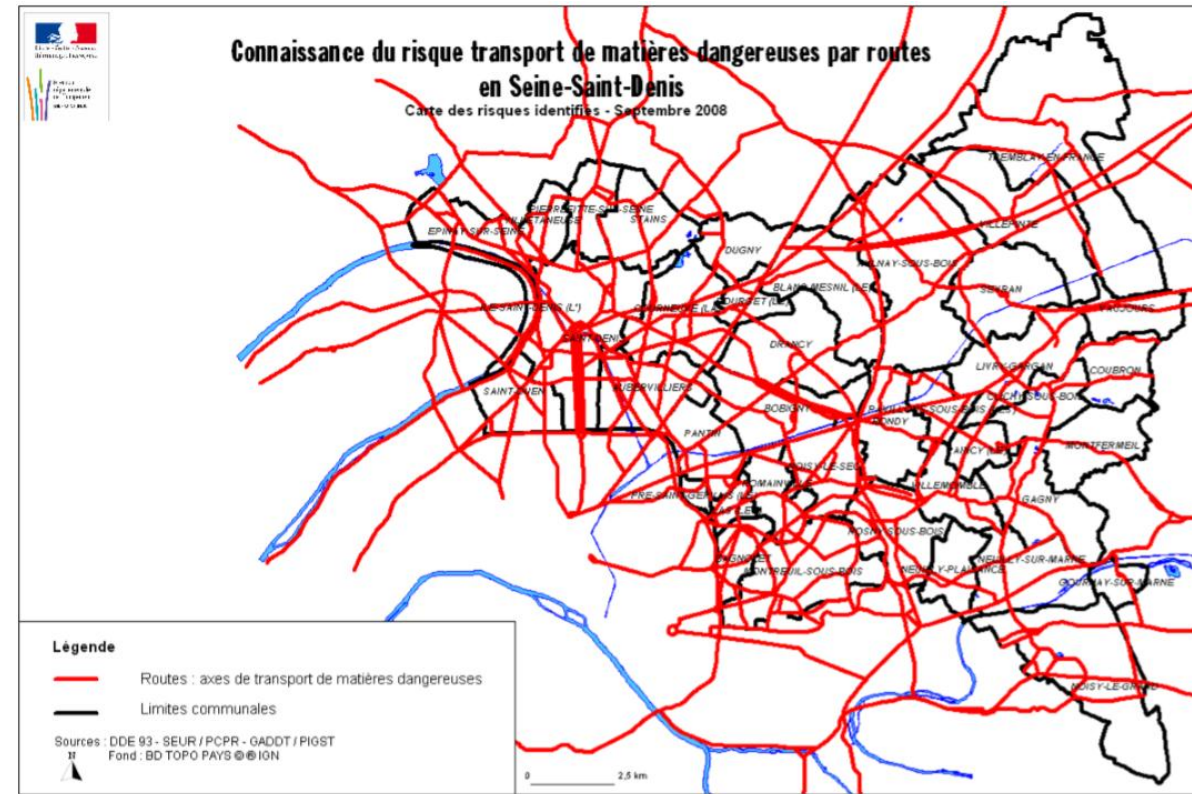 Connaissance du risque transport de matières dangereuses par routes
en Seine-Saint-Denis
Carte des risques identifiés - Septembre 2008
TREMBLAY-EN-FRANCE
PIERREFITTE-SUR-SEINE
VILLETANEUSE
STAINS
EPINAY-SUR-SEINE
VILLEPINTE
DUGNY
AULNAY-SOUS-BOIS
BLANC-MESNIL (LE)
SEVRAN
ILE-SAINT-DENIS (L')
COURNEUVE (LA)
BOURGET (LE)
VAUJOURS
SAINT-DENIS
DRANCY
LIVRY-GARGAN
COUBRON
SAINT-OUEN
AUBERVILLIERS
CLICHY-SOUS-BOIS
BOBIGNY
PAVILLONS-SOUS-BOIS (LES)
BONDY
PANTIN
MONTFERMEIL
NOISY-LE-SEC
ROMAINVILLE
VILLEMOMBLE
PRE-SAINT-GERVAIS (LE)
GAGNY
ROSNY-SOUS-BOIS
BAGNOLET
MONTREUIL-SOUS-BOIS
NEUILLY-SUR-MARNE
NEUILLY-PLAISANCE
GOURNAY-SUR-MARNE
NOISY-LE-GRAND
Légende
Routes : axes de transport de matières dangereuses
Limites communales
Sources : DDE 93 - SEUR / PCPR - GADDT / PIGST
Fond : BD TOPO PAYS © ® IGN
N
0 2,5 km